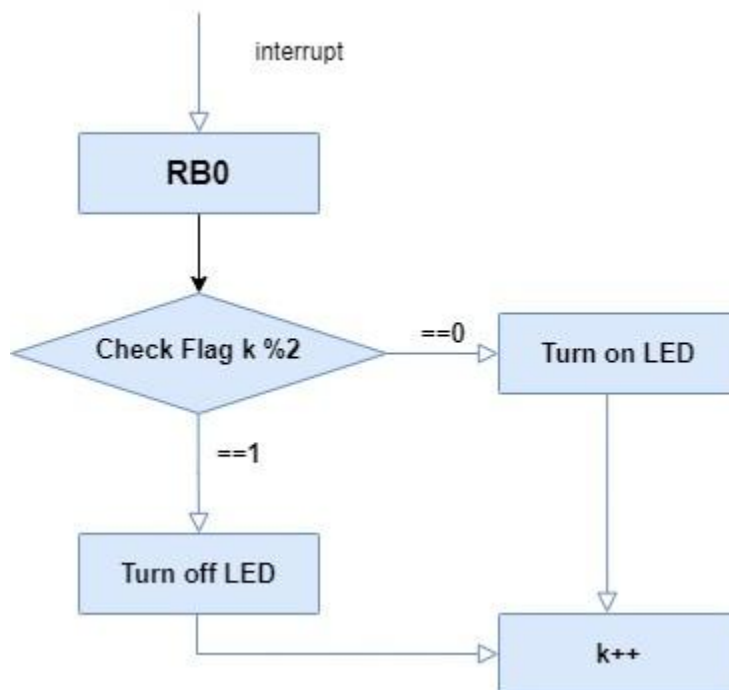 interrupt
RB0
Check Flag k %2
==0
Turn on LED
==1
Turn off LED
k++